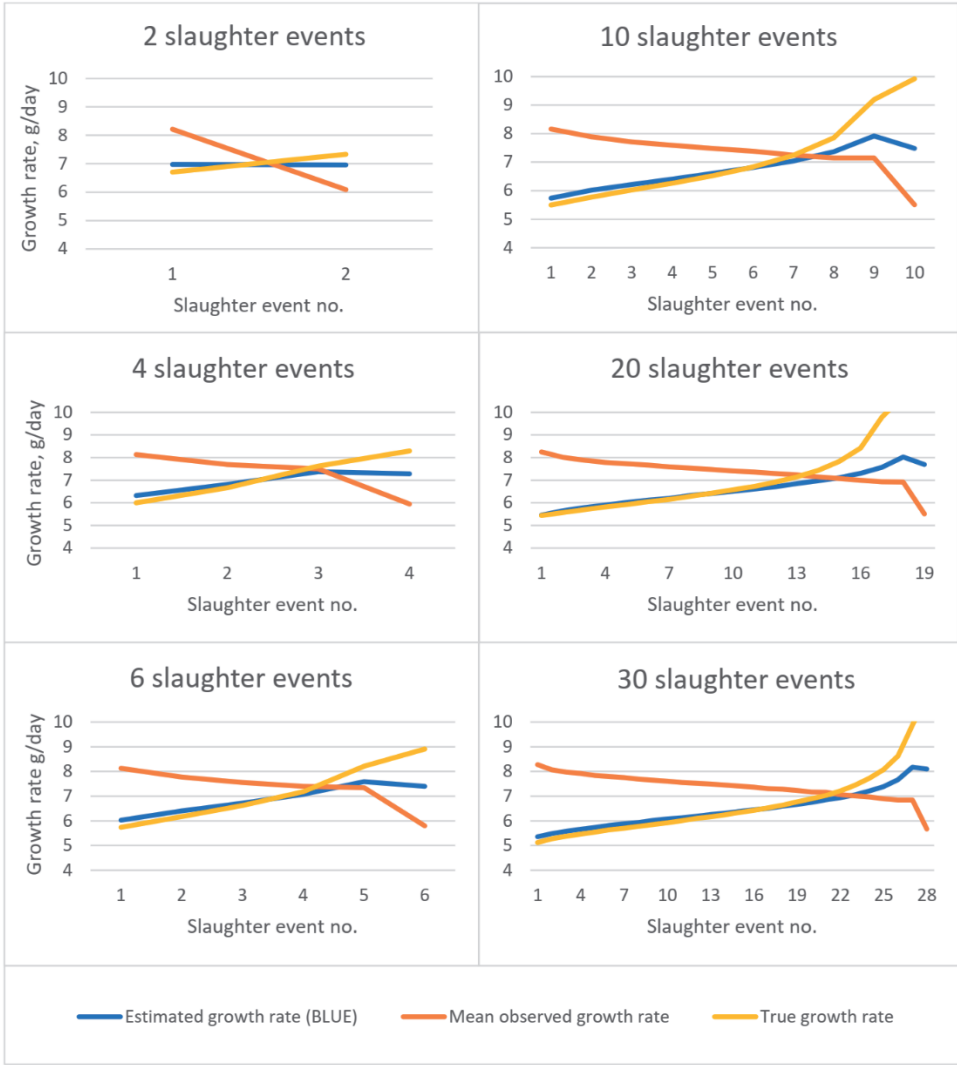 2 slaughter events
Growth rate, g/day
10
9
8
7
6
5
4
1 2
Slaughter event no.
10 slaughter events
10
9
8
7
6
5
4
1 2 3 4 5 6 7 8 9 10
Slaughter event no.
4 slaughter events
Growth rate, g/day
10
9
8
7
6
5
4
1 2 3 4
Slaughter event no.
20 slaughter events
10
9
8
7
6
5
4
1 4 7 10 13 16 19
Slaughter event no.
6 slaughter events
Growth rate g/day
10
9
8
7
6
5
4
1 2 3 4 5 6
Slaughter event no.
30 slaughter events
10
9
8
7
6
5
4
1 4 7 10 13 16 19 22 25 28
Slaughter event no.
Estimated growth rate (BLUE) Mean observed growth rate True growth rate